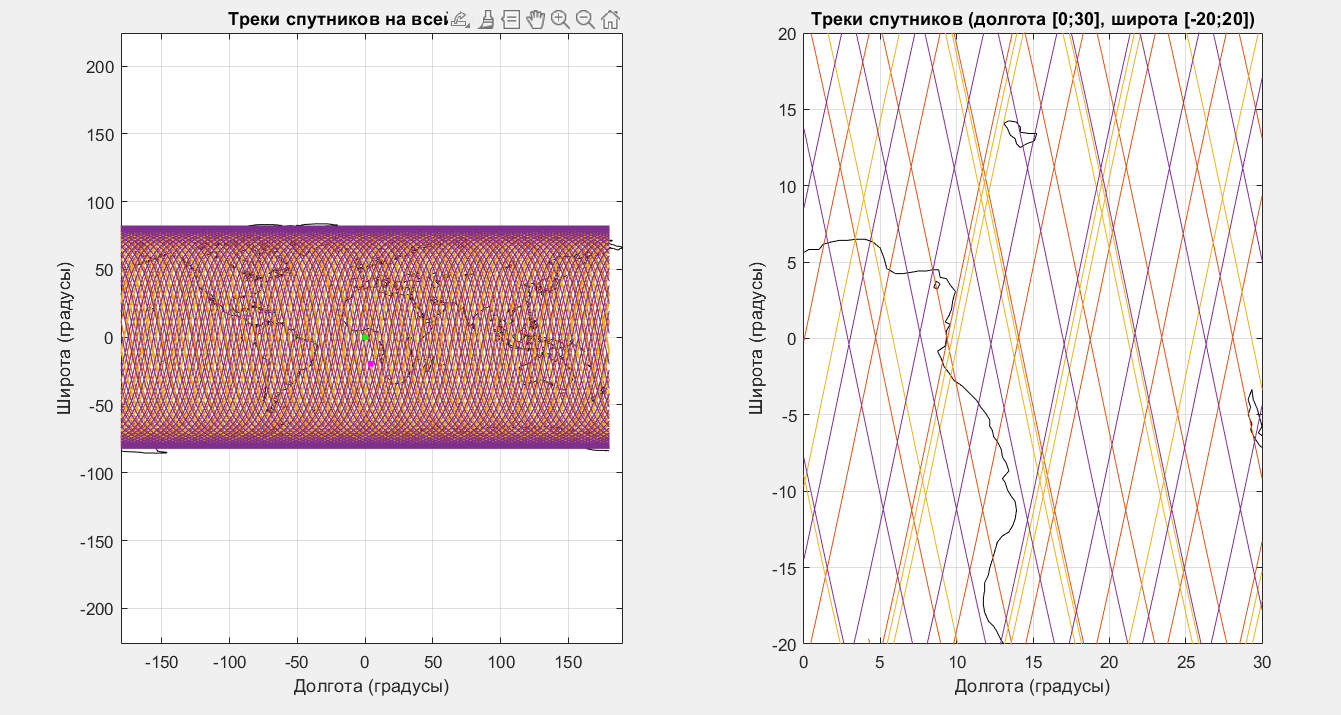 Треки спутников на всей
200
150
100
50
0
-50
-100
-150
-200
-150 -100 -50 0 50 100 150
Широта (градусы)
Долгота (градусы)
Треки спутников (долгота [0;30], широта [-20;20])
20
15
10
5
0
-5
-10
-15
-20
0 5 10 15 20 25 30
Широта (градусы)
Долгота (градусы)